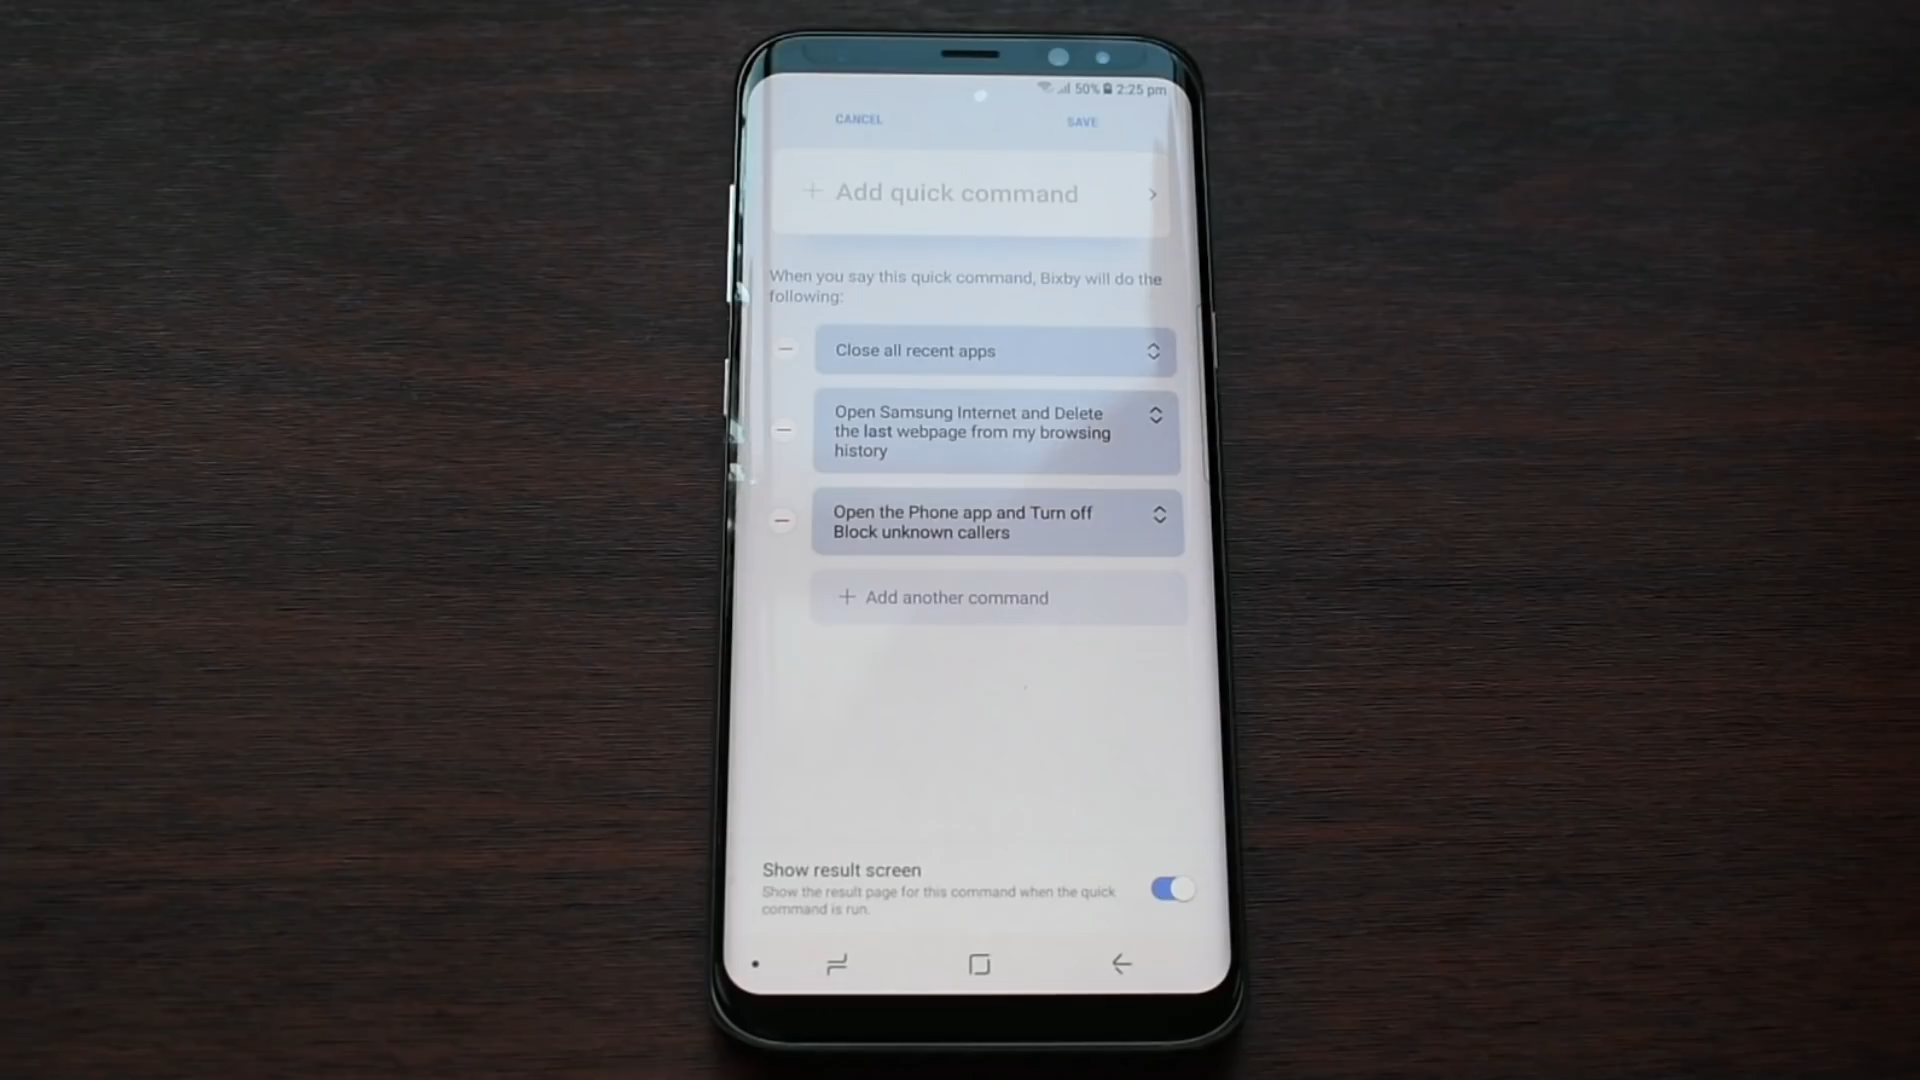 50% 2:25 pm
CANCEL SAVE
+ Add quick command >
When you say this quick command, Bixby will do the
following:
Close all recent apps
Open Samsung Internet and Delete
the last webpage from my browsing
history
Open the Phone app and Turn off
Block unknown callers
+ Add another command
Show result screen
Show the result page for this command when the quick
command is run.